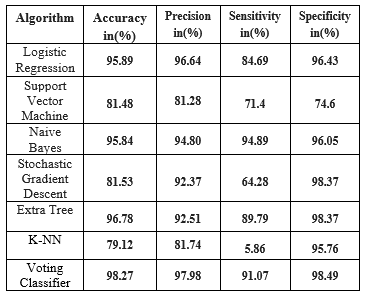 Algorithm Accuracy Precision Sensitivity Specificity
in(%) in(%) in(%) in(%)
Logistic
Regression 95.89 96.64 84.69 96.43
Support
Vector
Machine 81.48 81.28 71.4 74.6
Naive
Bayes 95.84 94.80 94.89 96.05
Stochastic
Gradient
Descent 81.53 92.37 64.28 98.37
Extra Tree 96.78 92.51 89.79 98.37
K-NN 79.12 81.74 5.86 95.76
Voting
Classifier 98.27 97.98 91.07 98.49